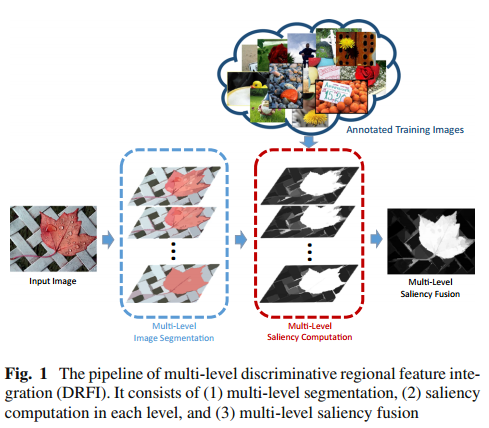 Annotated Training Images
Input Image
Multi-Level
Image Segmentation
Multi-Level
Saliency Computation
Multi-Level
Saliency Fusion
Fig. 1 The pipeline of multi-level discriminative regional feature inte-
gration (DRFI). It consists of (1) multi-level segmentation, (2) saliency
computation in each level, and (3) multi-level saliency fusion